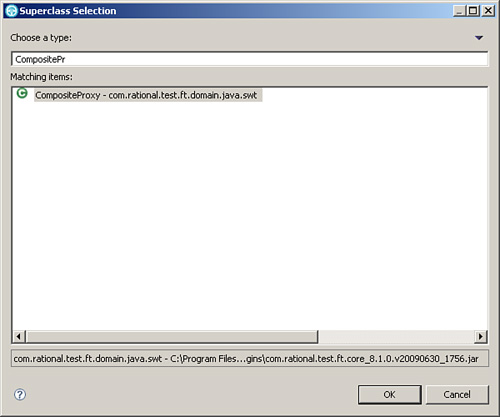 Superclass Selection
Choose a type:
CompositePr
Matching items:
CompositeProxy - com.rational.test.ft.domain.java.swt
com.rational.test.ft.domain.java.swt - C:\Program Files...gins\com.rational.test.ft.core_8.1.0.v20090630_1756.jar
OK
Cancel